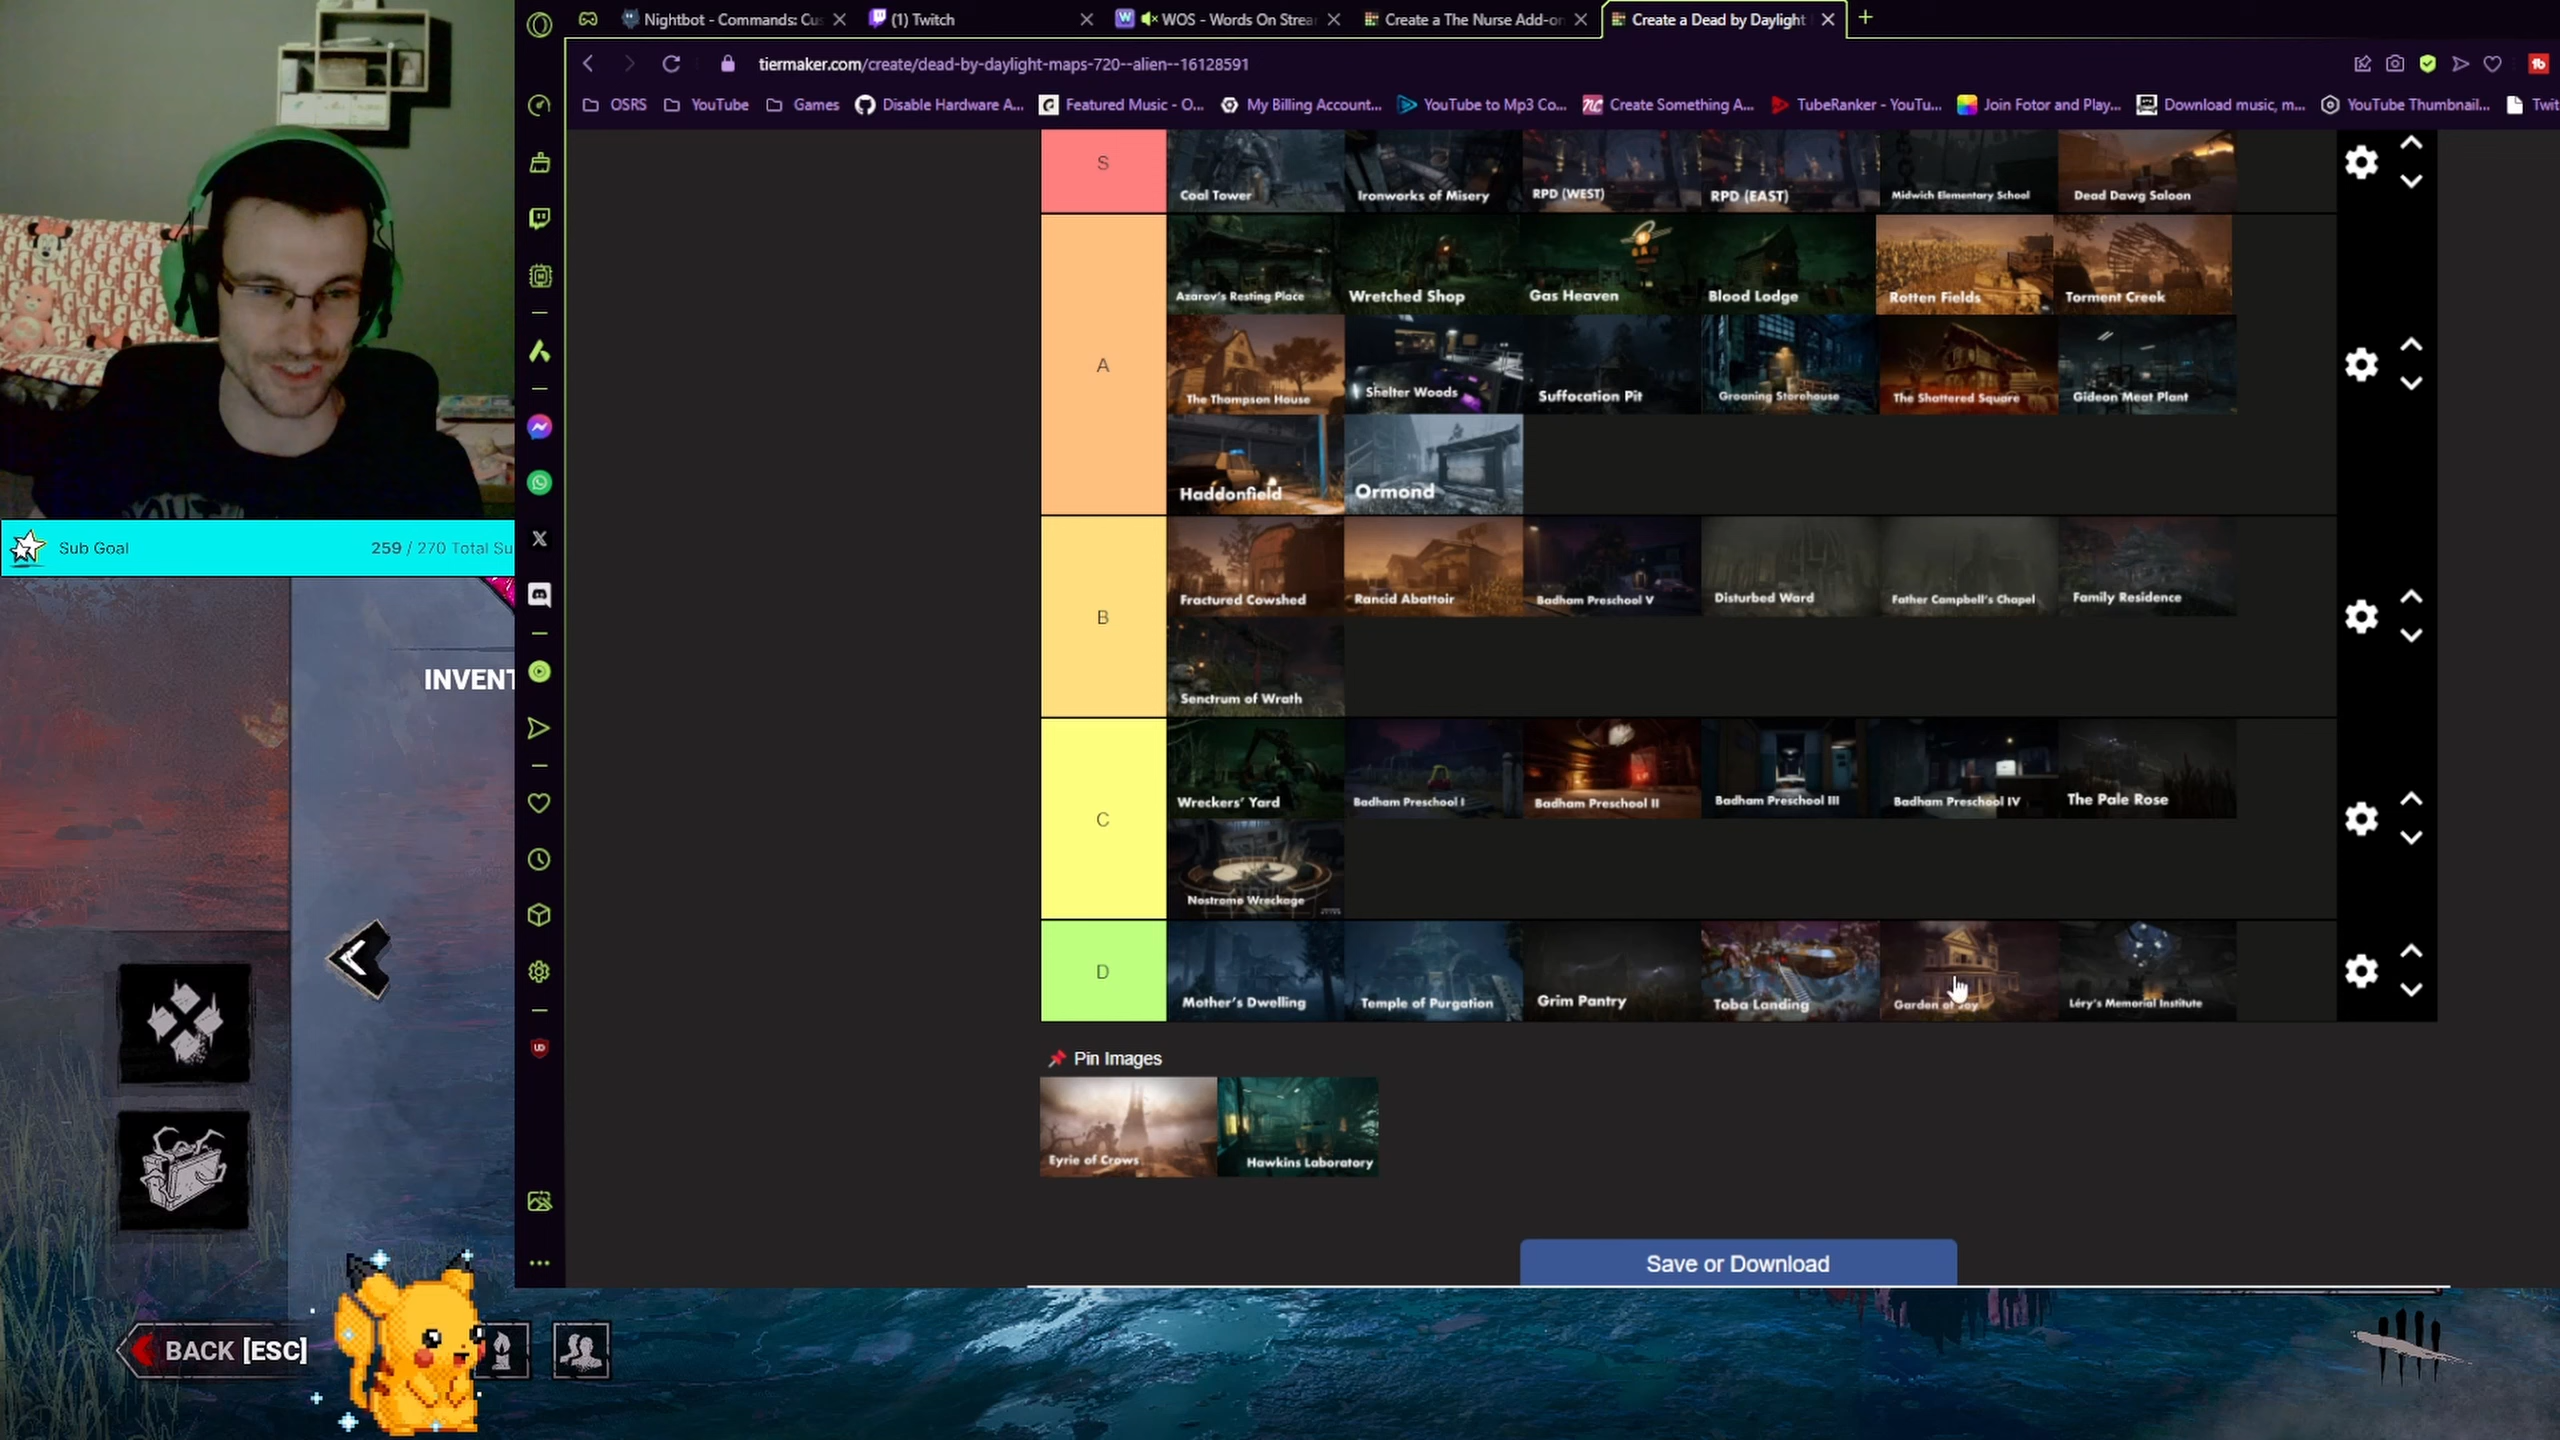 Nightbot - Commands: Cus
(1) Twitch
WOS - Words On Strea
Create a The Nurse Add-on
Create a Dead by Daylight
tiermaker.com/create/dead-by-daylight-maps-720--alien--16128591
OSRS
YouTube
Games
Disable Hardware A...
Featured Music - O...
My Billing Account...
YouTube to Mp3 Co...
Create Something A...
TubeRanker - YouTu...
Join Fotor and Play...
Download music, m...
YouTube Thumbnail...
Twit
S
Coal Tower
Ironworks of Misery
RPD (WEST)
RPD (EAST)
Midwich Elementary School
Dead Dawg Saloon
A
Azarov's Resting Place
Wretched Shop
Gas Heaven
Blood Lodge
Rotten Fields
Torment Creek
The Thompson House
Shelter Woods
Suffocation Pit
Groaning Storehouse
The Shattered Square
Gideon Meat Plant
Haddonfield
Ormond
B
Fractured Cowshed
Rancid Abattoir
Badham Preschool V
Disturbed Ward
Father Campbell's Chapel
Family Residence
Senctrum of Wrath
C
Wreckers' Yard
Badham Preschool I
Badham Preschool II
Badham Preschool III
Badham Preschool IV
The Pale Rose
Nostromo Wreckage
D
Mother's Dwelling
Temple of Purgation
Grim Pantry
Toba Landing
Garden of Joy
Léry's Memorial Institute
Pin Images
Eyrie of Crows
Hawkins Laboratory
Save or Download
Sub Goal
259 / 270 Total Su
INVENT
BACK [ESC]